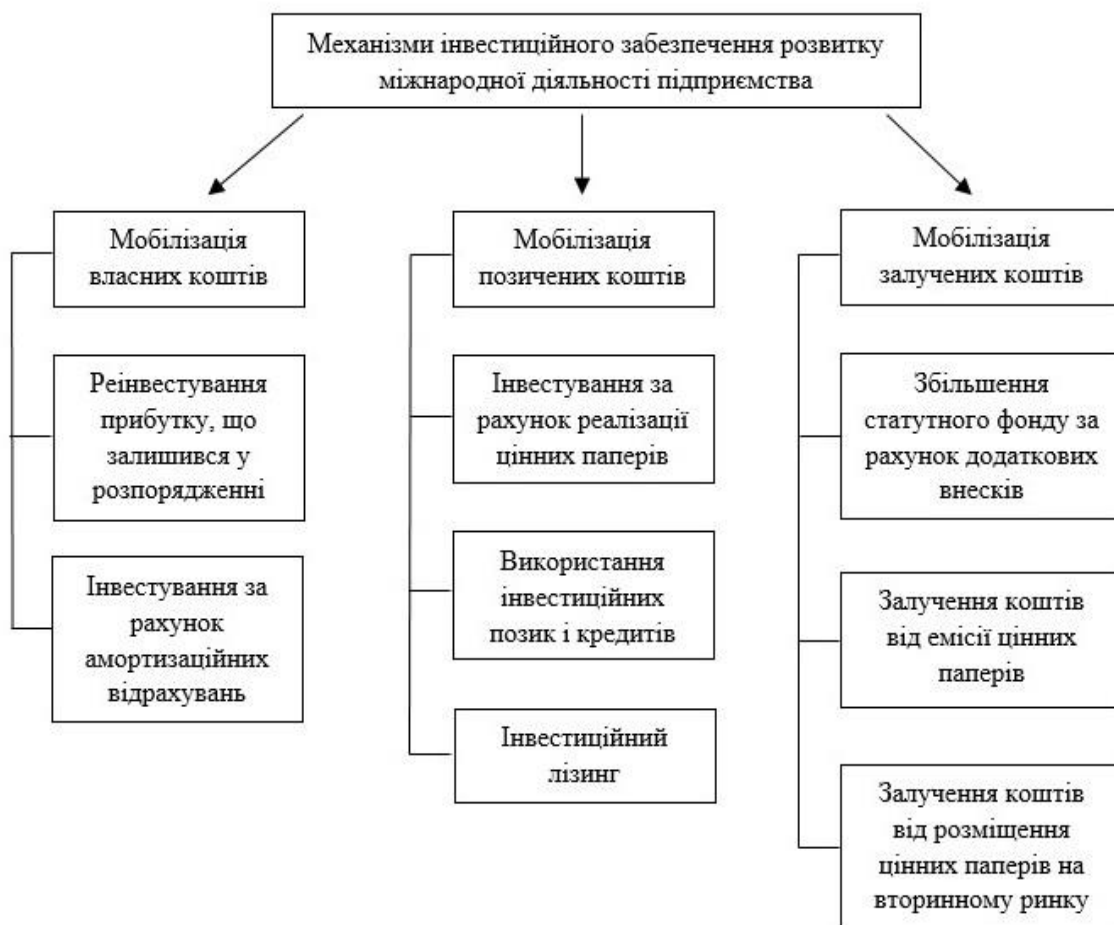 Механізми інвестиційного забезпечення розвитку
міжнародної діяльності підприємства
Мобілізація
власних коштів
Реінвестування
прибутку, що
залишився у
розпорядженні
Інвестування за
рахунок
амортизаційних
відрахувань
Мобілізація
позичених коштів
Інвестування за
рахунок реалізації
цінних паперів
Використання
інвестиційних
позик і кредитів
Інвестиційний
лізинг
Мобілізація
залучених коштів
Збільшення
статутного фонду за
рахунок додаткових
внесків
Залучення коштів
від емісії цінних
паперів
Залучення коштів
від розміщення
цінних паперів на
вторинному ринку